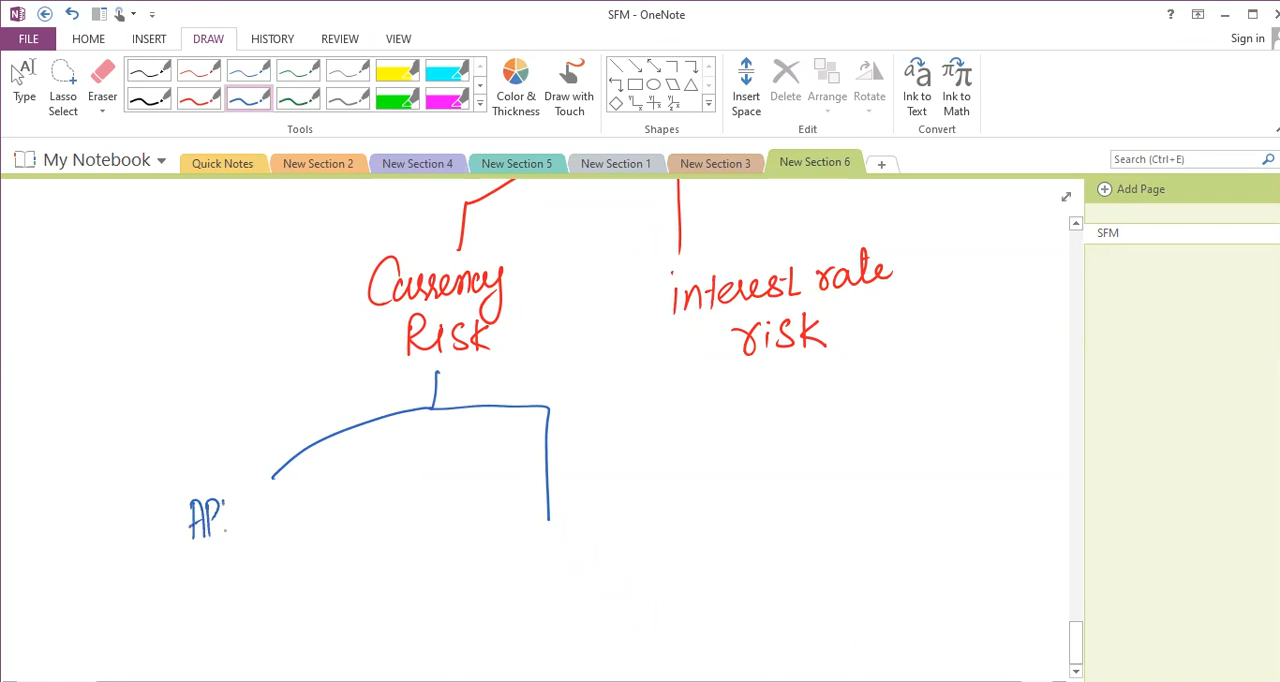 SFM - OneNote
? 
Sign in
FILE HOME INSERT DRAW HISTORY REVIEW VIEW
Type
Lasso Select
Eraser
Color & Thickness
Draw with Touch
Insert Space
Delete
Arrange
Rotate
Ink to Text
Ink to Math
Tools
Shapes
Edit
Convert
My Notebook
Quick Notes
New Section 2
New Section 4
New Section 5
New Section 1
New Section 3
New Section 6
Search (Ctrl+E)
Add Page
SFM
Currency
RISK
interest rate
risk
AP